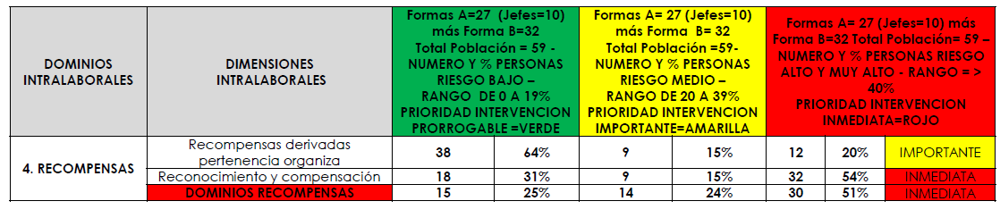 DOMINIOS
INTRALABORALES
DIMENSIONES
INTRALABORALES
Formas A=27 (Jefes=10)
más Forma B=32
Total Población = 59 -
NUMERO Y % PERSONAS
RIESGO BAJO –
RANGO DE 0 A 19%
PRIORIDAD INTERVENCION
PRORROGABLE =VERDE
Formas A= 27 (Jefes=10)
más Forma B= 32
Total Población =59-
NUMERO Y % PERSONAS
RIESGO MEDIO –
RANGO DE 20 A 39%
PRIORIDAD INTERVENCION
IMPORTANTE=AMARILLA
Formas A= 27 (Jefes=10) más
Forma B=32 Total Población= 59 –
NUMERO Y % PERSONAS RIESGO
ALTO Y MUY ALTO - RANGO = >
40%
PRIORIDAD INTERVENCION
INMEDIATA=ROJO
4. RECOMPENSAS
Recompensas derivadas
pertenencia organiza
38 64% 9 15% 12 20% IMPORTANTE
Reconocimiento y compensación 18 31% 9 15% 32 54% INMEDIATA
DOMINIOS RECOMPENSAS 15 25% 14 24% 30 51% INMEDIATA